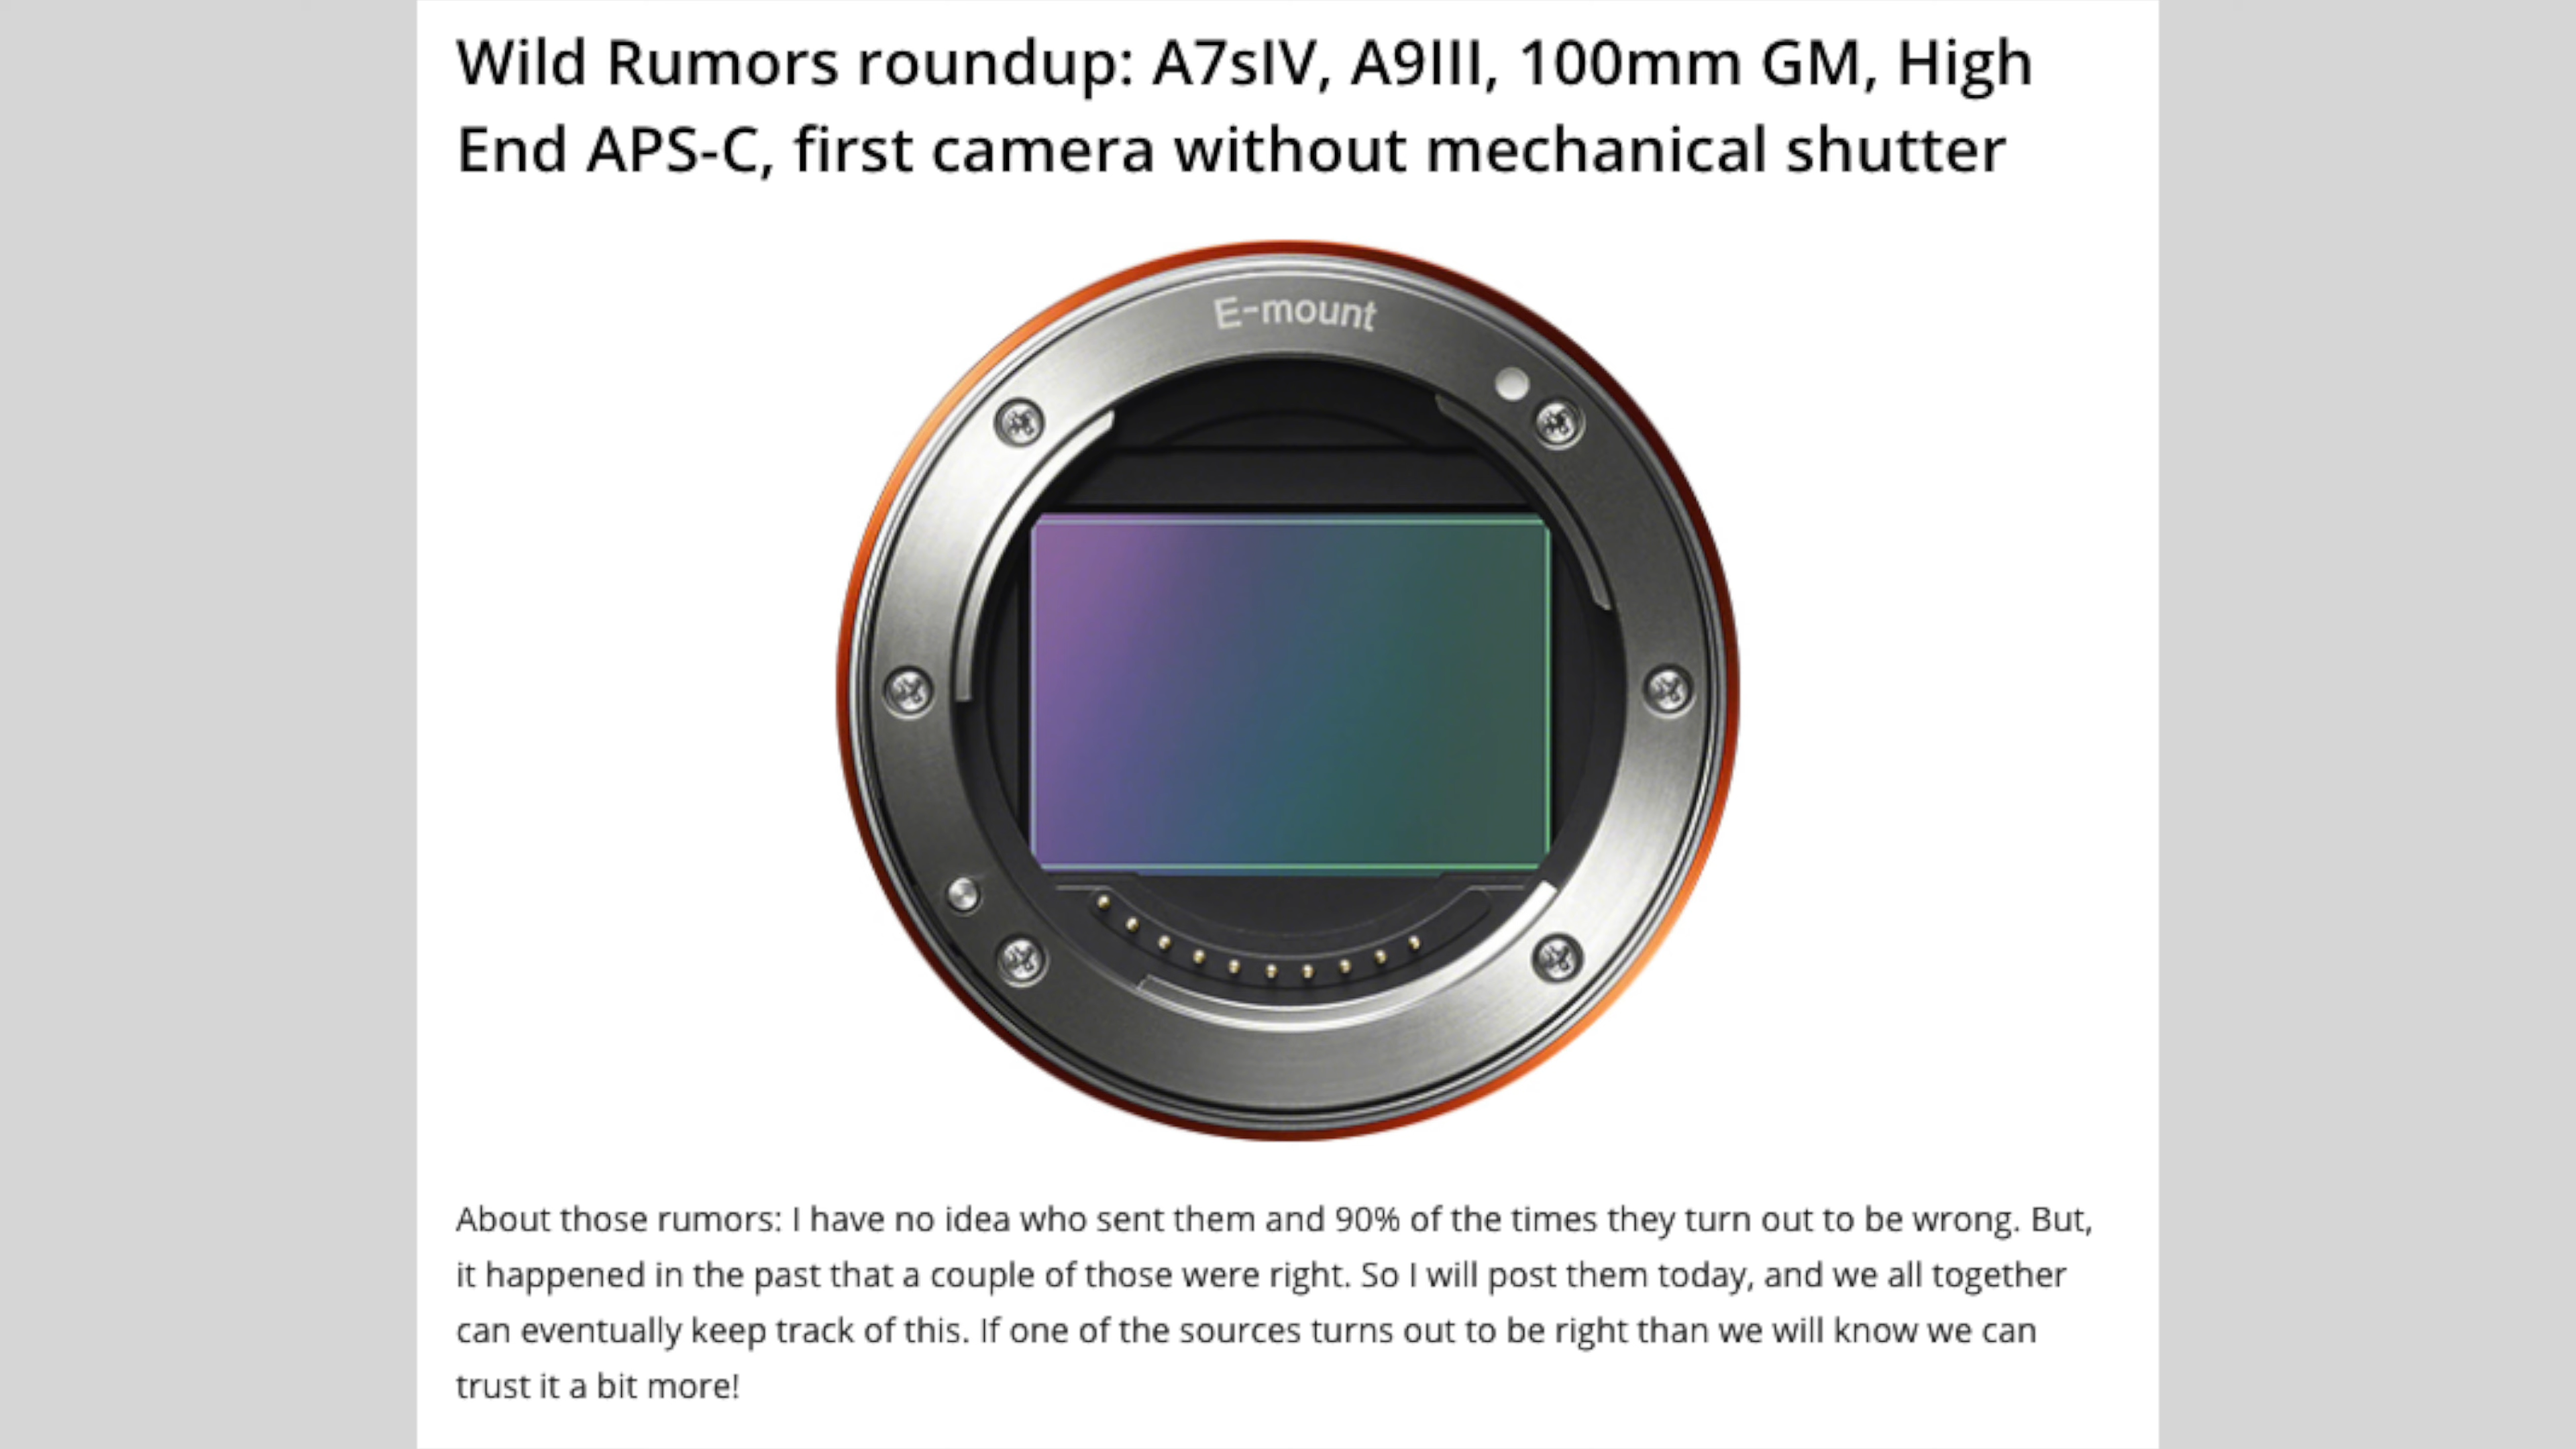 Wild Rumors roundup: A7sIV, A9III, 100mm GM, High
End APS-C, first camera without mechanical shutter
E-mount
About those rumors: I have no idea who sent them and 90% of the times they turn out to be wrong. But,
it happened in the past that a couple of those were right. So I will post them today, and we all together
can eventually keep track of this. If one of the sources turns out to be right than we will know we can
trust it a bit more!